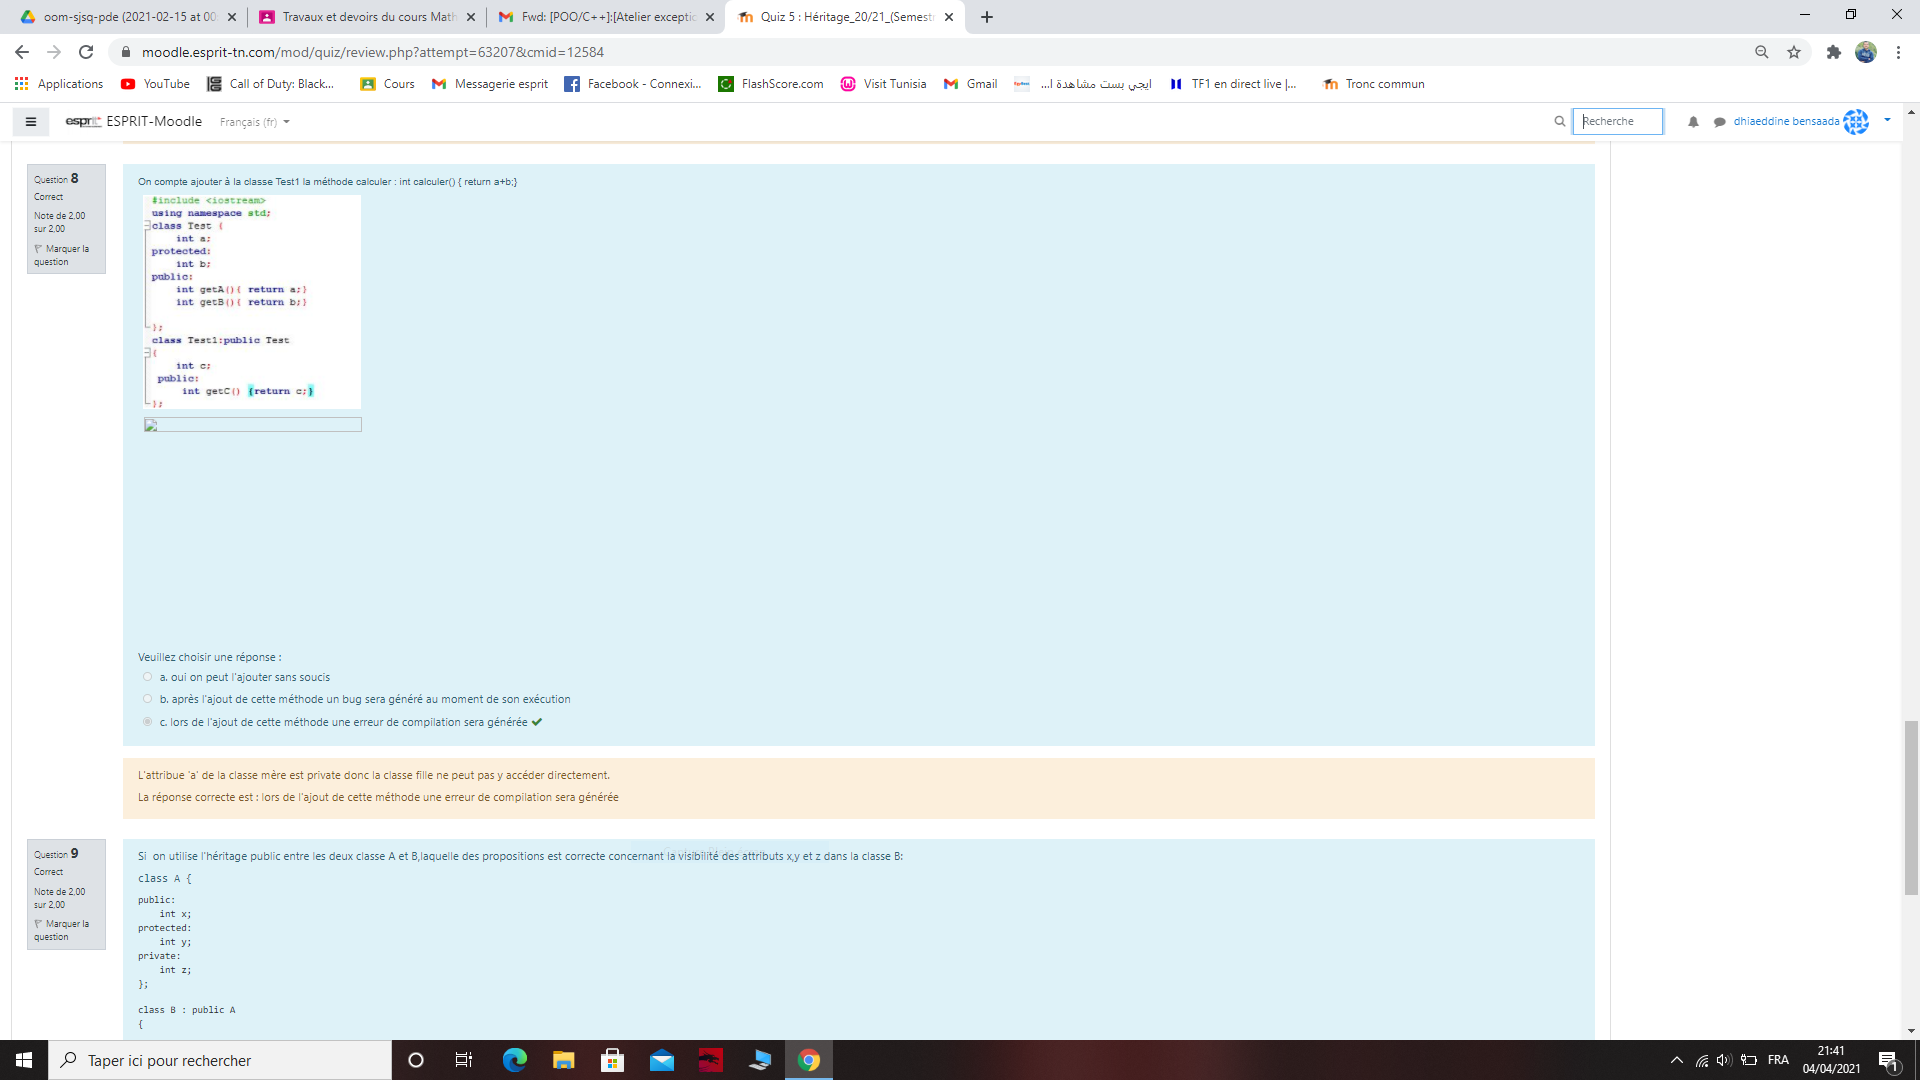 oom-sjsq-pde (2021-02-15 at 00
Travaux et devoirs du cours Math
Fwd: [POO/C++]:[Atelier exceptio
Quiz 5 : Héritage_20/21_(Semestr
moodle.esprit-tn.com/mod/quiz/review.php?attempt=63207&cmid=12584
Applications
YouTube
Call of Duty: Black...
Cours
Messagerie esprit
Facebook - Connexi...
FlashScore.com
Visit Tunisia
Gmail
ايجي بست مشاهدة ا...
TF1 en direct live |...
Tronc commun
esprit
ESPRIT-Moodle
Français (fr)
Recherche
dhiaeddine bensaada
Question 8
Correct
Note de 2,00
sur 2,00
Marquer la
question
On compte ajouter à la classe Test1 la méthode calculer : int calculer() { return a+b;}
#include <iostream>
using namespace std;
class Test {
int a;
protected:
int b;
public:
int getA(){ return a;}
int getB(){ return b;}
};
class Test1:public Test
{
int c;
public:
int getC() {return c;}
};
Veuillez choisir une réponse :
a. oui on peut l'ajouter sans soucis
b. après l'ajout de cette méthode un bug sera généré au moment de son exécution
c. lors de l'ajout de cette méthode une erreur de compilation sera générée
L'attribue 'a' de la classe mère est private donc la classe fille ne peut pas y accéder directement.
La réponse correcte est : lors de l'ajout de cette méthode une erreur de compilation sera générée
Question 9
Correct
Note de 2,00
sur 2,00
Marquer la
question
Si on utilise l'héritage public entre les deux classe A et B,laquelle des propositions est correcte concernant la visibilité des attributs x,y et z dans la classe B:
class A {
public:
int x;
protected:
int y;
private:
int z;
};
class B : public A
{
Taper ici pour rechercher
FRA
21:41
04/04/2021
1